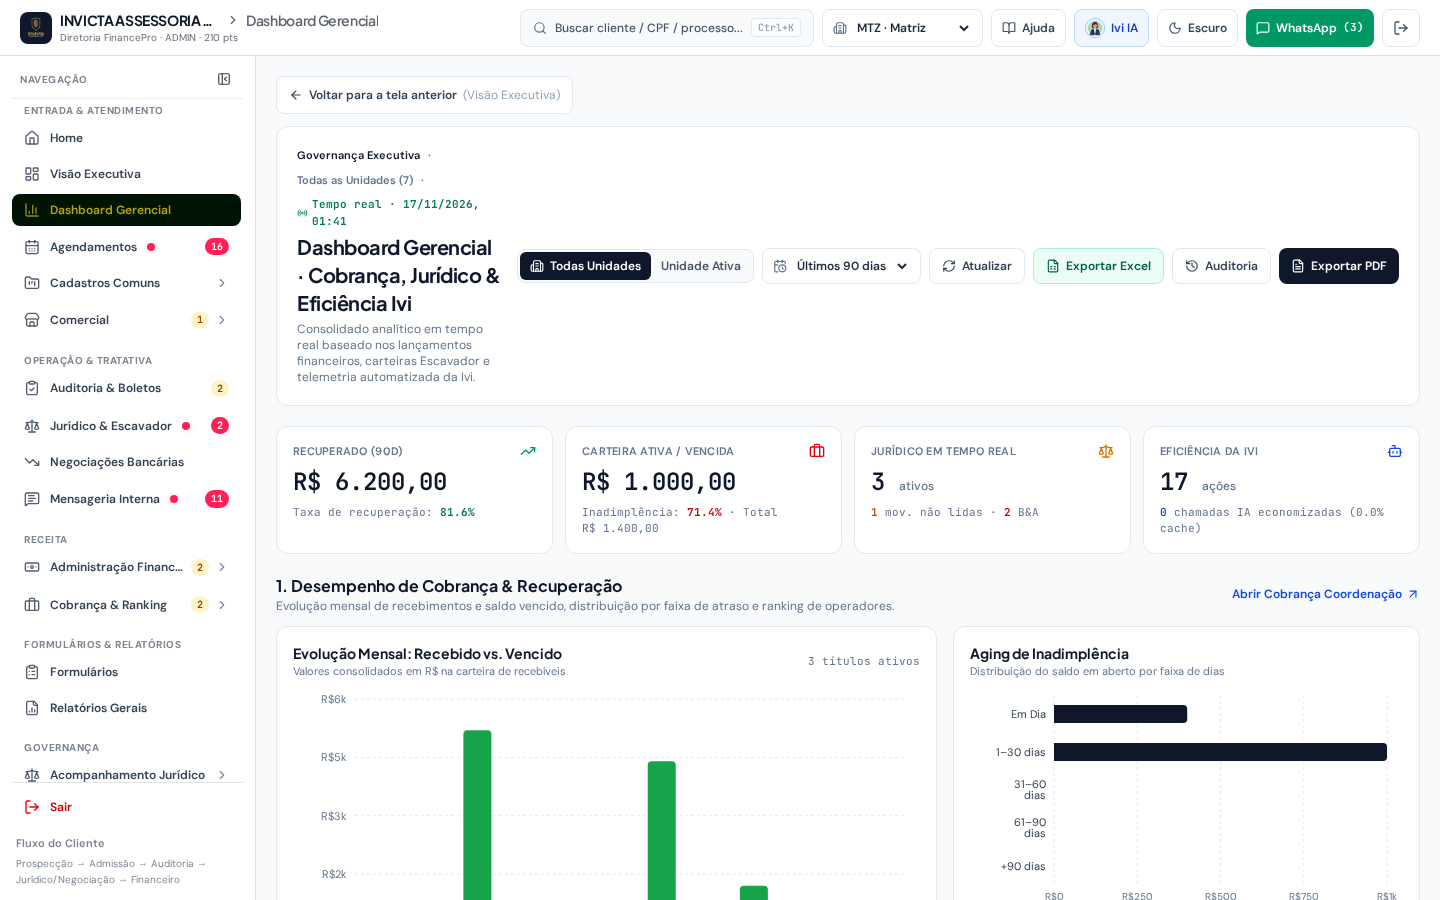 INVICTA ASSESSORIA ...
Dashboard Gerencial
Diretoria FinancePro · ADMIN · 210 pts
Buscar cliente / CPF / processo...
Ctrl+K
MTZ · Matriz
Ajuda
Ivi IA
Escuro
WhatsApp (3)
NAVEGAÇÃO
ENTRADA & ATENDIMENTO
Home
Visão Executiva
Dashboard Gerencial
Agendamentos
16
Cadastros Comuns
Comercial
1
OPERAÇÃO & TRATATIVA
Auditoria & Boletos
2
Jurídico & Escavador
2
Negociações Bancárias
Mensageria Interna
11
RECEITA
Administração Financ...
2
Cobrança & Ranking
2
FORMULÁRIOS & RELATÓRIOS
Formulários
Relatórios Gerais
GOVERNANÇA
Acompanhamento Jurídico
Sair
Fluxo do Cliente
Prospecção → Admissão → Auditoria →
Jurídico/Negociação → Financeiro
Voltar para a tela anterior (Visão Executiva)
Governança Executiva ·
Todas as Unidades (7) ·
Tempo real · 17/11/2026,
01:41
Dashboard Gerencial
· Cobrança, Jurídico &
Eficiência Ivi
Consolidado analítico em tempo
real baseado nos lançamentos
financeiros, carteiras Escavador e
telemetria automatizada da Ivi.
Todas Unidades
Unidade Ativa
Últimos 90 dias
Atualizar
Exportar Excel
Auditoria
Exportar PDF
RECUPERADO (90D)
R$ 6.200,00
Taxa de recuperação: 81.6%
CARTEIRA ATIVA / VENCIDA
R$ 1.000,00
Inadimplência: 71.4% · Total
R$ 1.400,00
JURÍDICO EM TEMPO REAL
3 ativos
1 mov. não lidas · 2 B&A
EFICIÊNCIA DA IVI
17 ações
0 chamadas IA economizadas (0.0%
cache)
1. Desempenho de Cobrança & Recuperação
Evolução mensal de recebimentos e saldo vencido, distribuição por faixa de atraso e ranking de operadores.
Abrir Cobrança Coordenação
Evolução Mensal: Recebido vs. Vencido
Valores consolidados em R$ na carteira de recebíveis
3 títulos ativos
R$6k
R$5k
R$3k
R$2k
Aging de Inadimplência
Distribuição do saldo em aberto por faixa de dias
Em Dia
1–30 dias
31–60
dias
61–90
dias
+90 dias
R$0
R$250
R$500
R$750
R$1k